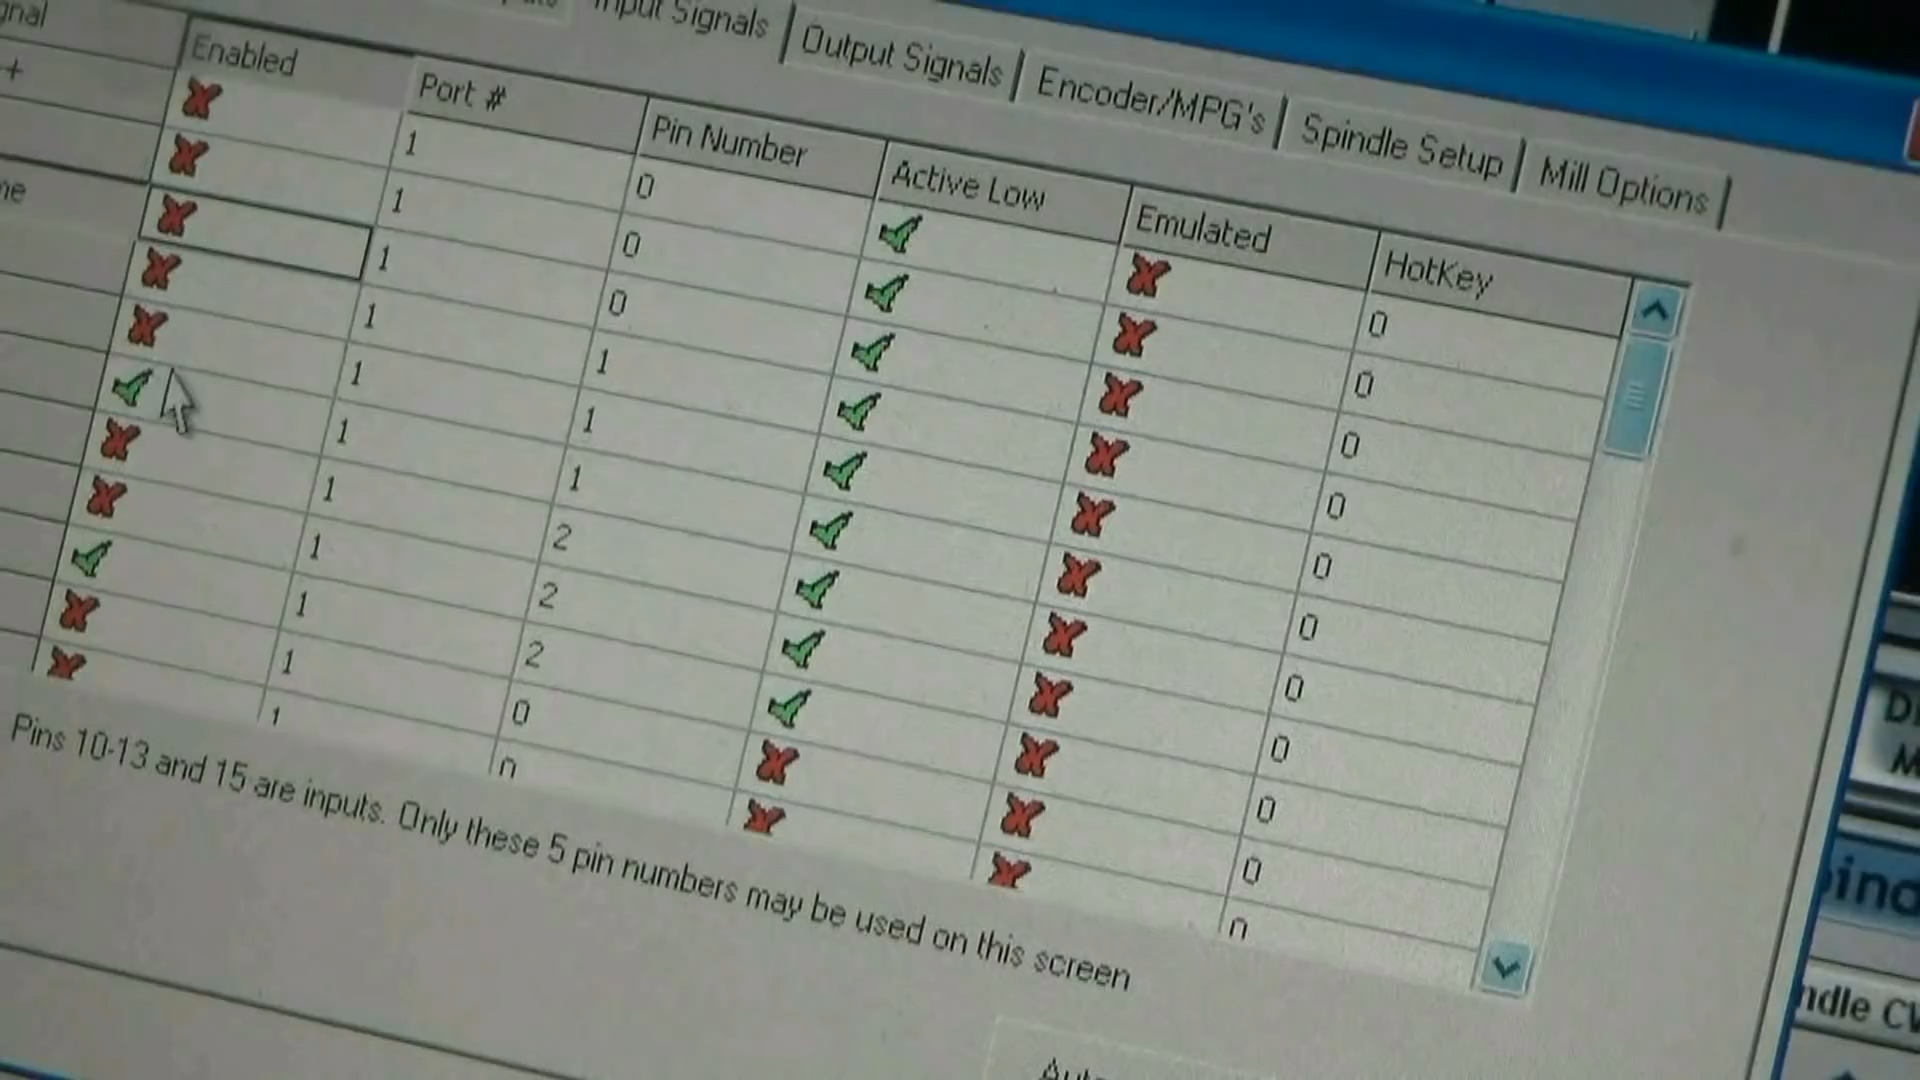 Input Signals Output Signals Encoder/MPG's Spindle Setup Mill Options
Enabled Port # Pin Number Active Low Emulated HotKey
1 0 0
1 0 0
1 0 0
1 1 0
1 1 0
1 1 0
1 2 0
1 2 0
1 2 0
1 0 0
1
Pins 10-13 and 15 are inputs. Only these 5 pin numbers may be used on this screen